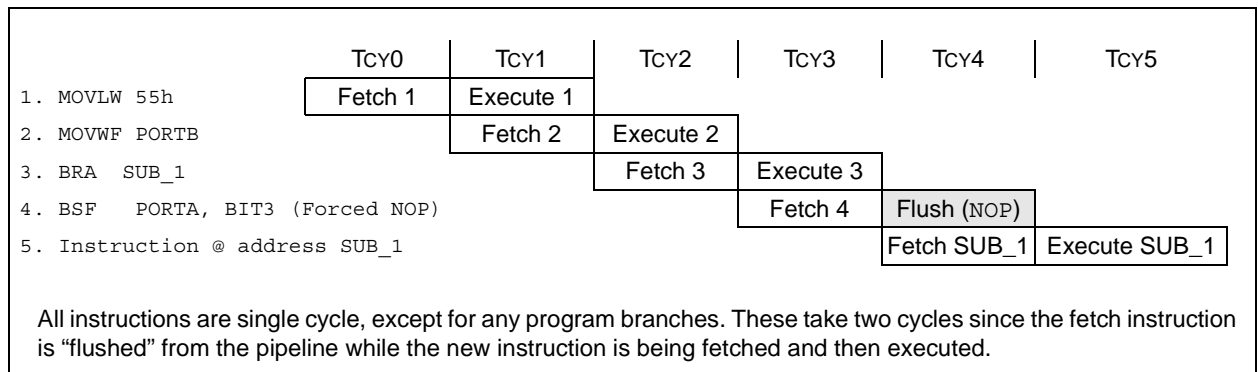 TCY0 TCY1 TCY2 TCY3 TCY4 TCY5
1. MOVLW 55h Fetch 1 Execute 1
2. MOVWF PORTB Fetch 2 Execute 2
3. BRA SUB_1 Fetch 3 Execute 3
4. BSF PORTA, BIT3 (Forced NOP) Fetch 4 Flush (NOP)
5. Instruction @ address SUB_1 Fetch SUB_1 Execute SUB_1
All instructions are single cycle, except for any program branches. These take two cycles since the fetch instruction
is “flushed” from the pipeline while the new instruction is being fetched and then executed.